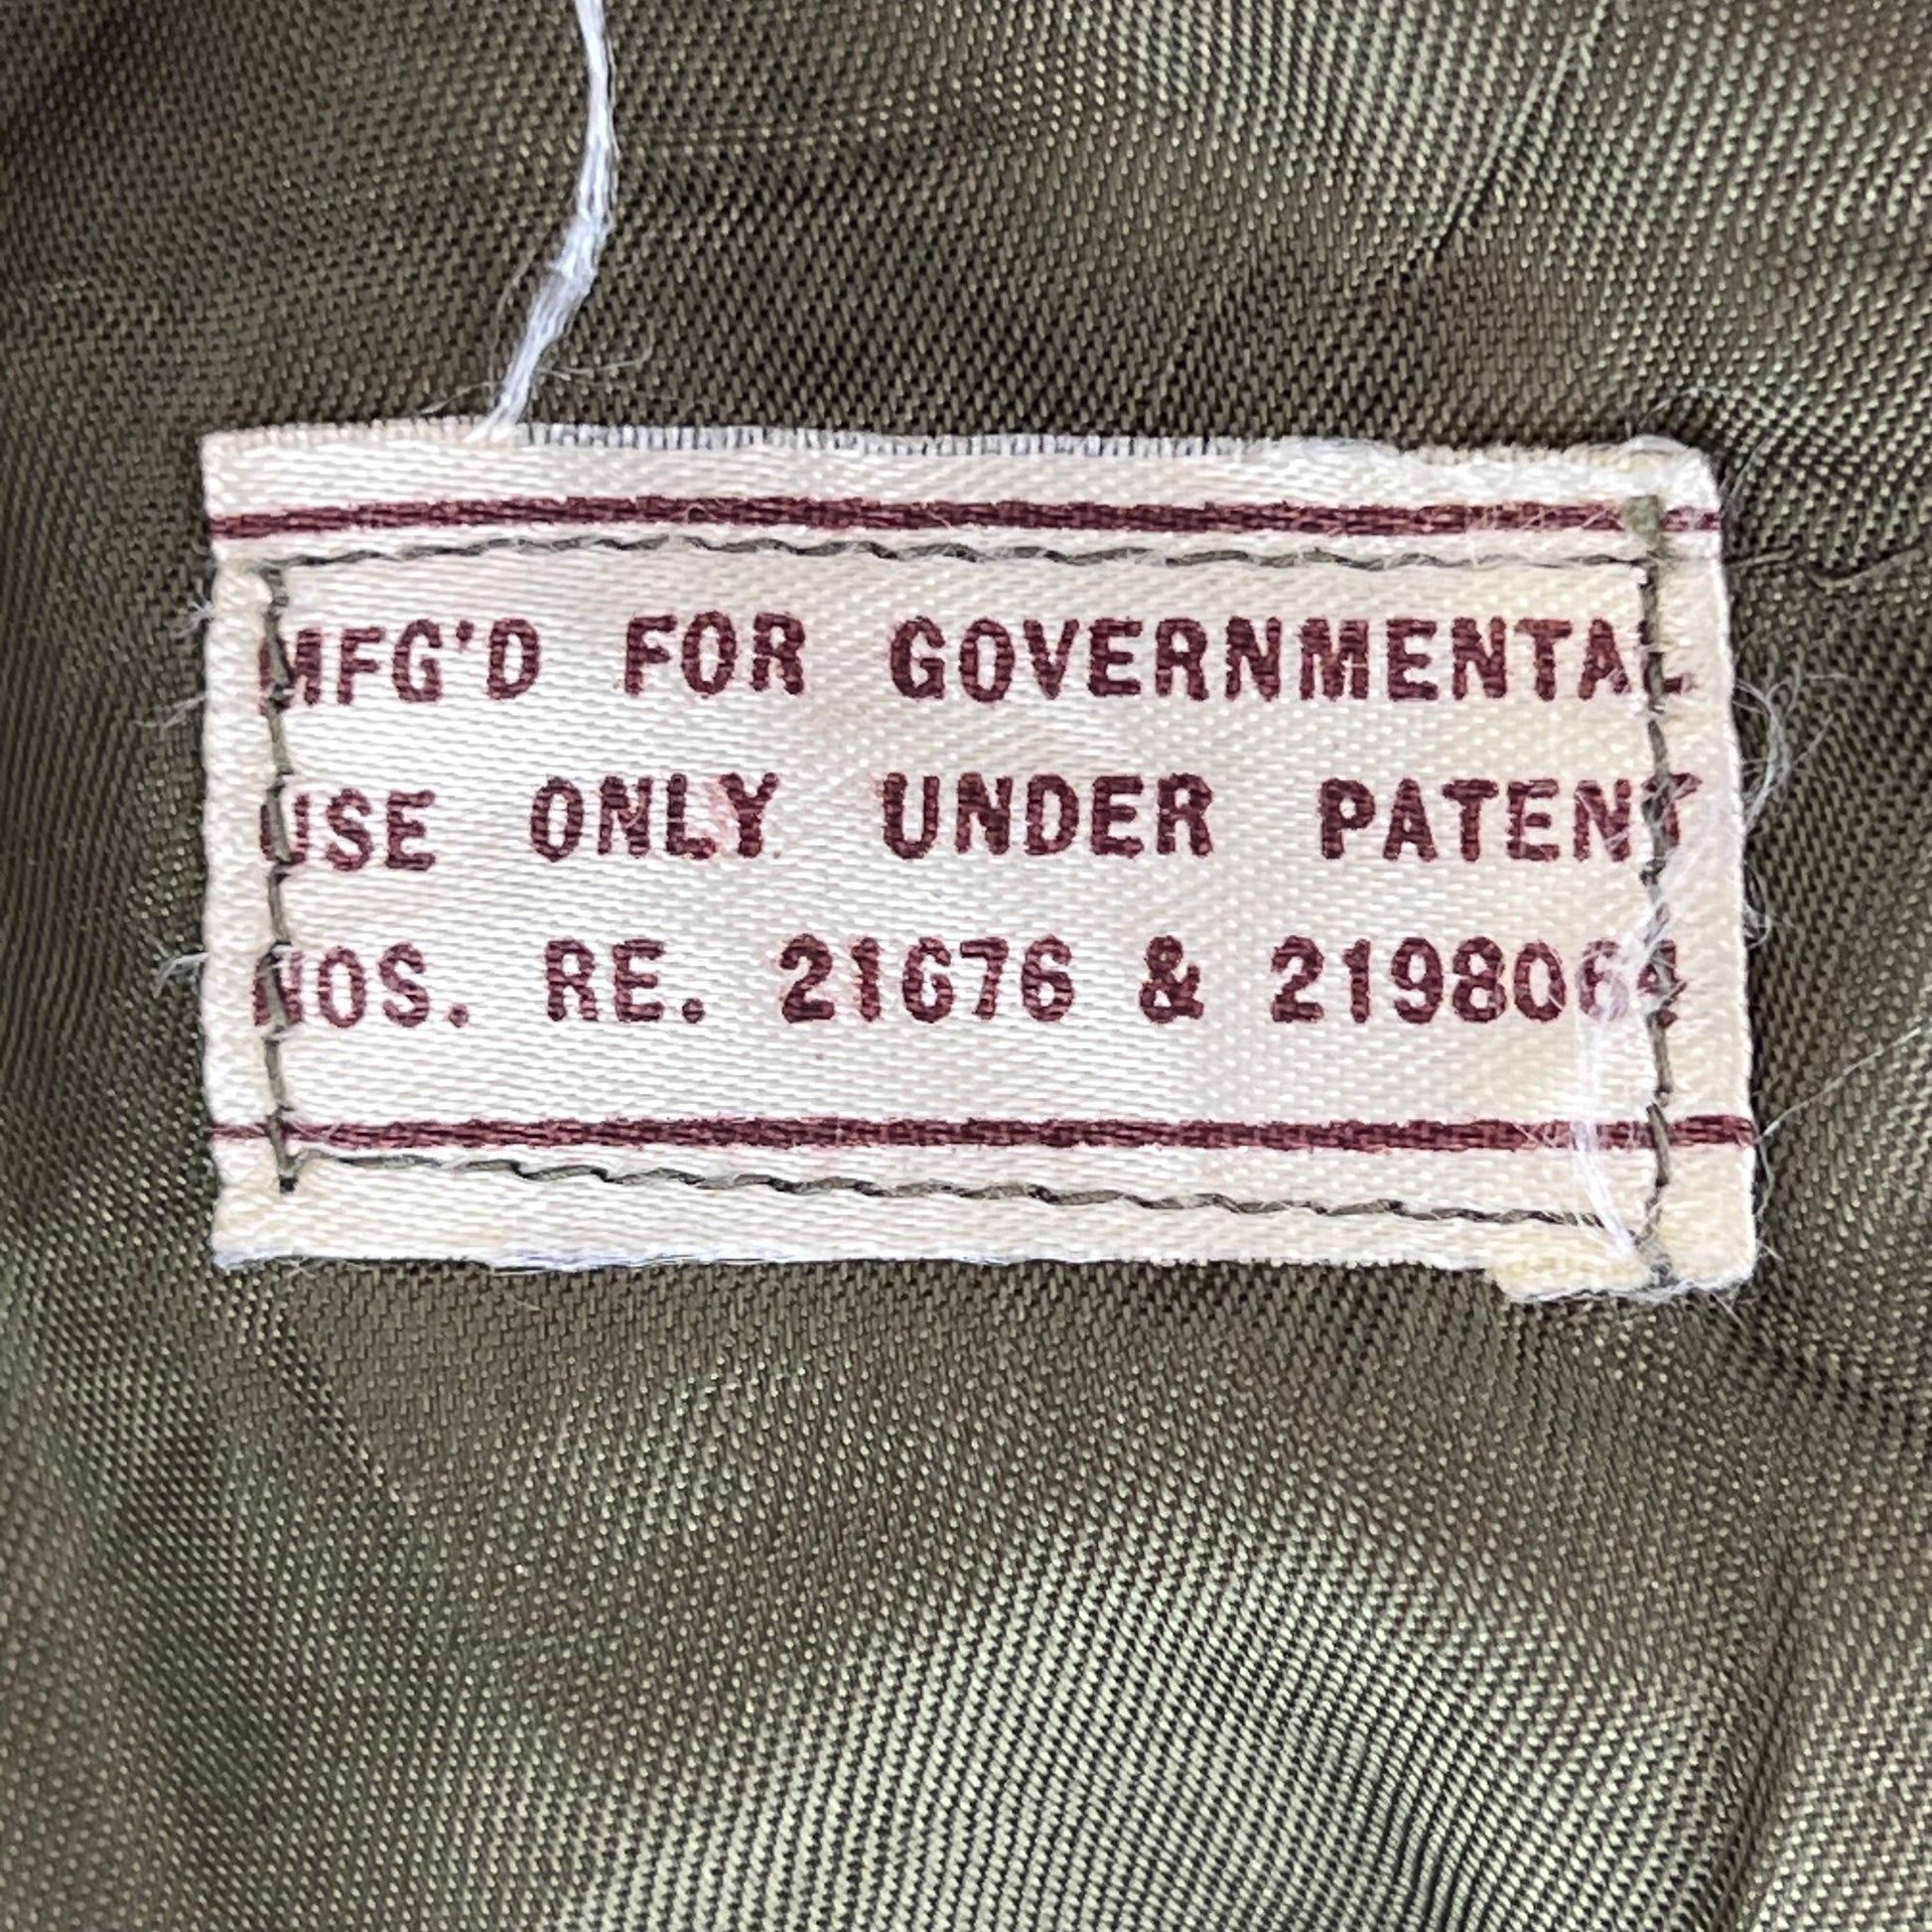 MFG'D FOR GOVERNMENTAL
USE ONLY UNDER PATENT
NOS. RE. 21676 & 2198064